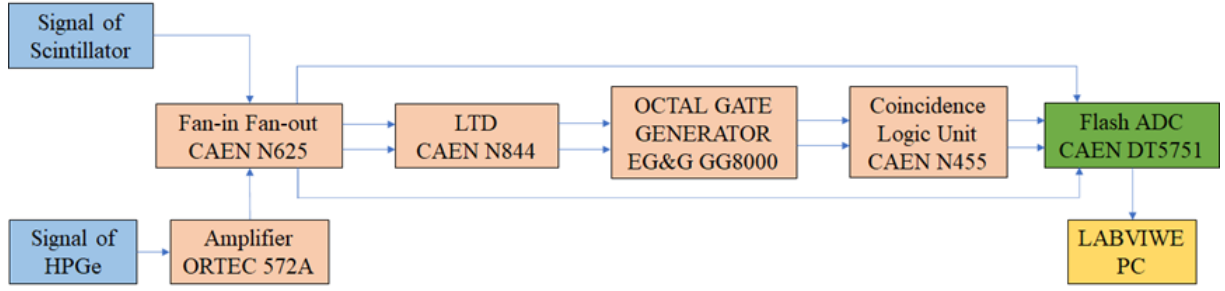 Signal of
Scintillator
Fan-in Fan-out
CAEN N625
LTD
CAEN N844
OCTAL GATE
GENERATOR
EG&G GG8000
Coincidence
Logic Unit
CAEN N455
Flash ADC
CAEN DT5751
Signal of
HPGe
Amplifier
ORTEC 572A
LABVIWE
PC